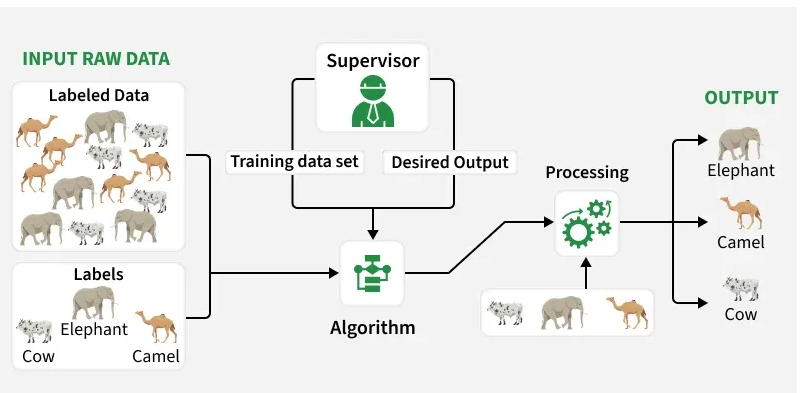 INPUT RAW DATA
Labeled Data
Labels
Elephant
Cow
Camel
Supervisor
Training data set
Desired Output
Algorithm
Processing
OUTPUT
Elephant
Camel
Cow